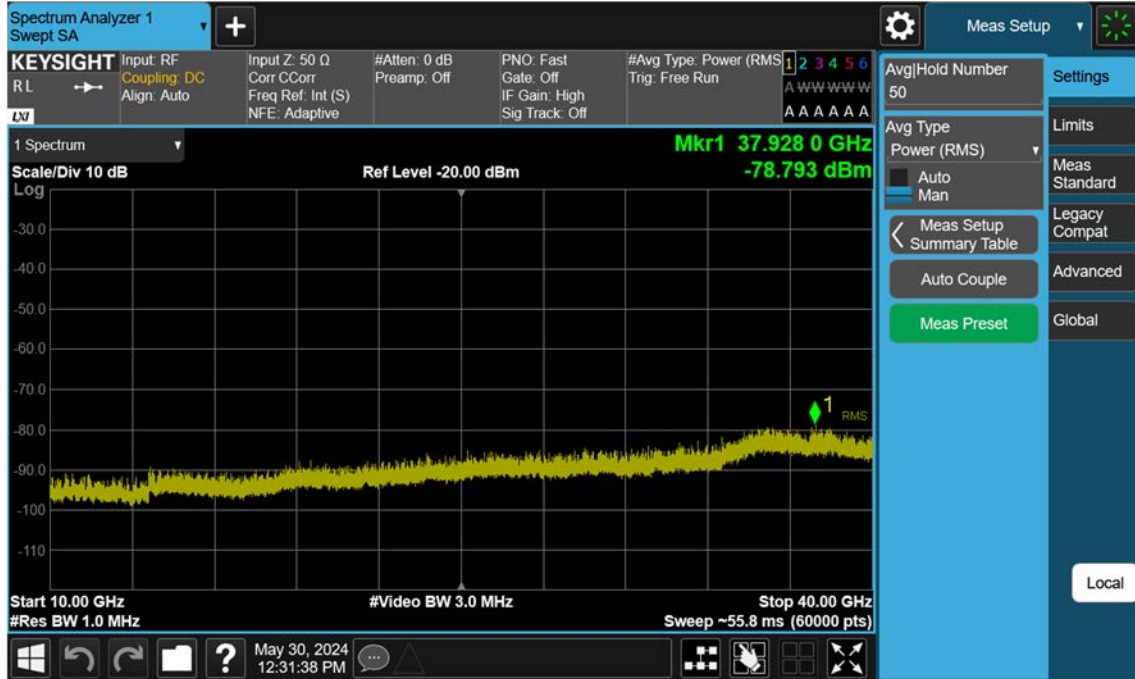 Spectrum Analyzer 1
Swept SA
+
Meas Setup
KEYSIGHT
R L
LXI
Input: RF
Coupling: DC
Align: Auto
Input Z: 50 Ω
Corr CCorr
Freq Ref: Int (S)
NFE: Adaptive
#Atten: 0 dB
Preamp: Off
PNO: Fast
Gate: Off
IF Gain: High
Sig Track: Off
#Avg Type: Power (RMS
Trig: Free Run
1 2 3 4 5 6
A W W W W W
A A A A A A
1 Spectrum
Scale/Div 10 dB
Ref Level -20.00 dBm
Mkr1 37.928 0 GHz
-78.793 dBm
Log
-30.0
-40.0
-50.0
-60.0
-70.0
-80.0
-90.0
-100
-110
1
RMS
Start 10.00 GHz
#Video BW 3.0 MHz
Stop 40.00 GHz
#Res BW 1.0 MHz
Sweep ~55.8 ms (60000 pts)
Avg|Hold Number
50
Avg Type
Power (RMS)
Auto
Man
Meas Setup
Summary Table
Auto Couple
Meas Preset
Settings
Limits
Meas
Standard
Legacy
Compat
Advanced
Global
Local
?
May 30, 2024
12:31:38 PM